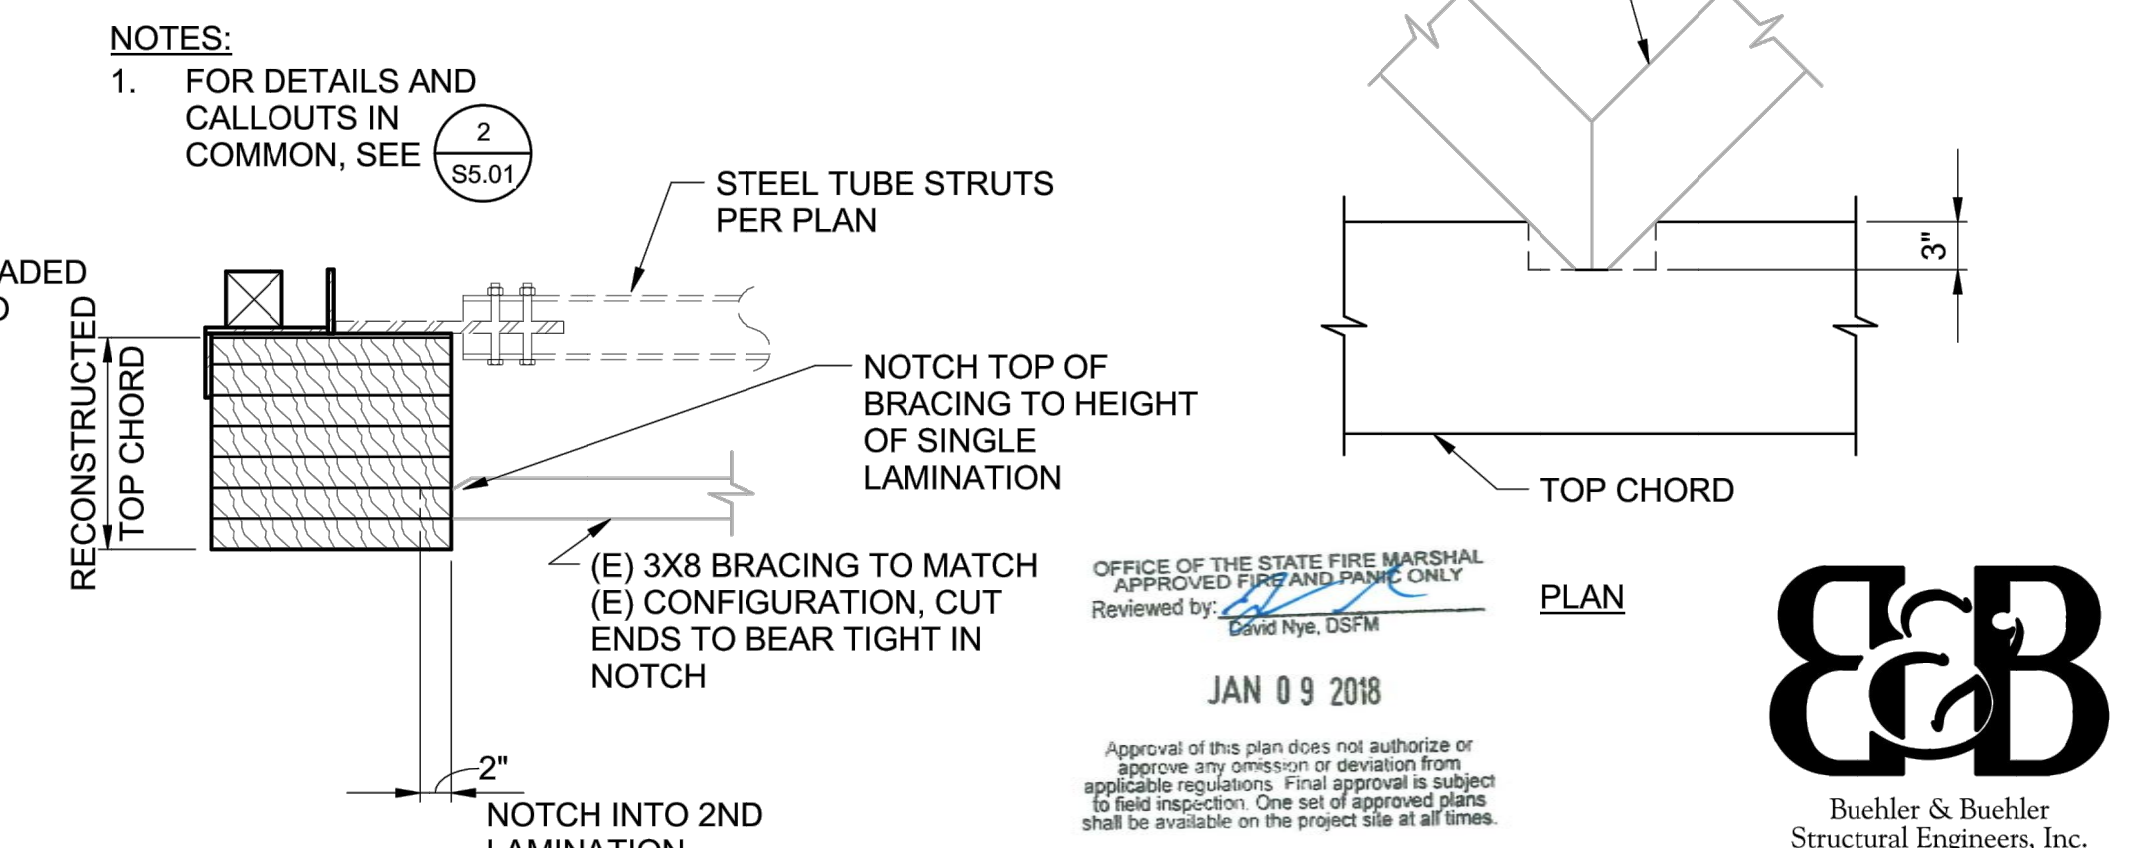 NOTES:
1. FOR DETAILS AND
CALLOUTS IN
COMMON, SEE
2
S5.01
STEEL TUBE STRUTS
PER PLAN
ADED
RECONSTRUCTED
TOP CHORD
NOTCH TOP OF
BRACING TO HEIGHT
OF SINGLE
LAMINATION
(E) 3X8 BRACING TO MATCH
(E) CONFIGURATION, CUT
ENDS TO BEAR TIGHT IN
NOTCH
2"
NOTCH INTO 2ND
LAMINATION
3"
TOP CHORD
PLAN
OFFICE OF THE STATE FIRE MARSHAL
APPROVED FIRE AND PANIC ONLY
Reviewed by:
David Nye, DSFM
JAN 09 2018
Approval of this plan does not authorize or
approve any omission or deviation from
applicable regulations Final approval is subject
to field inspection. One set of approved plans
shall be available on the project site at all times.
B&B
Buehler & Buehler
Structural Engineers, Inc.